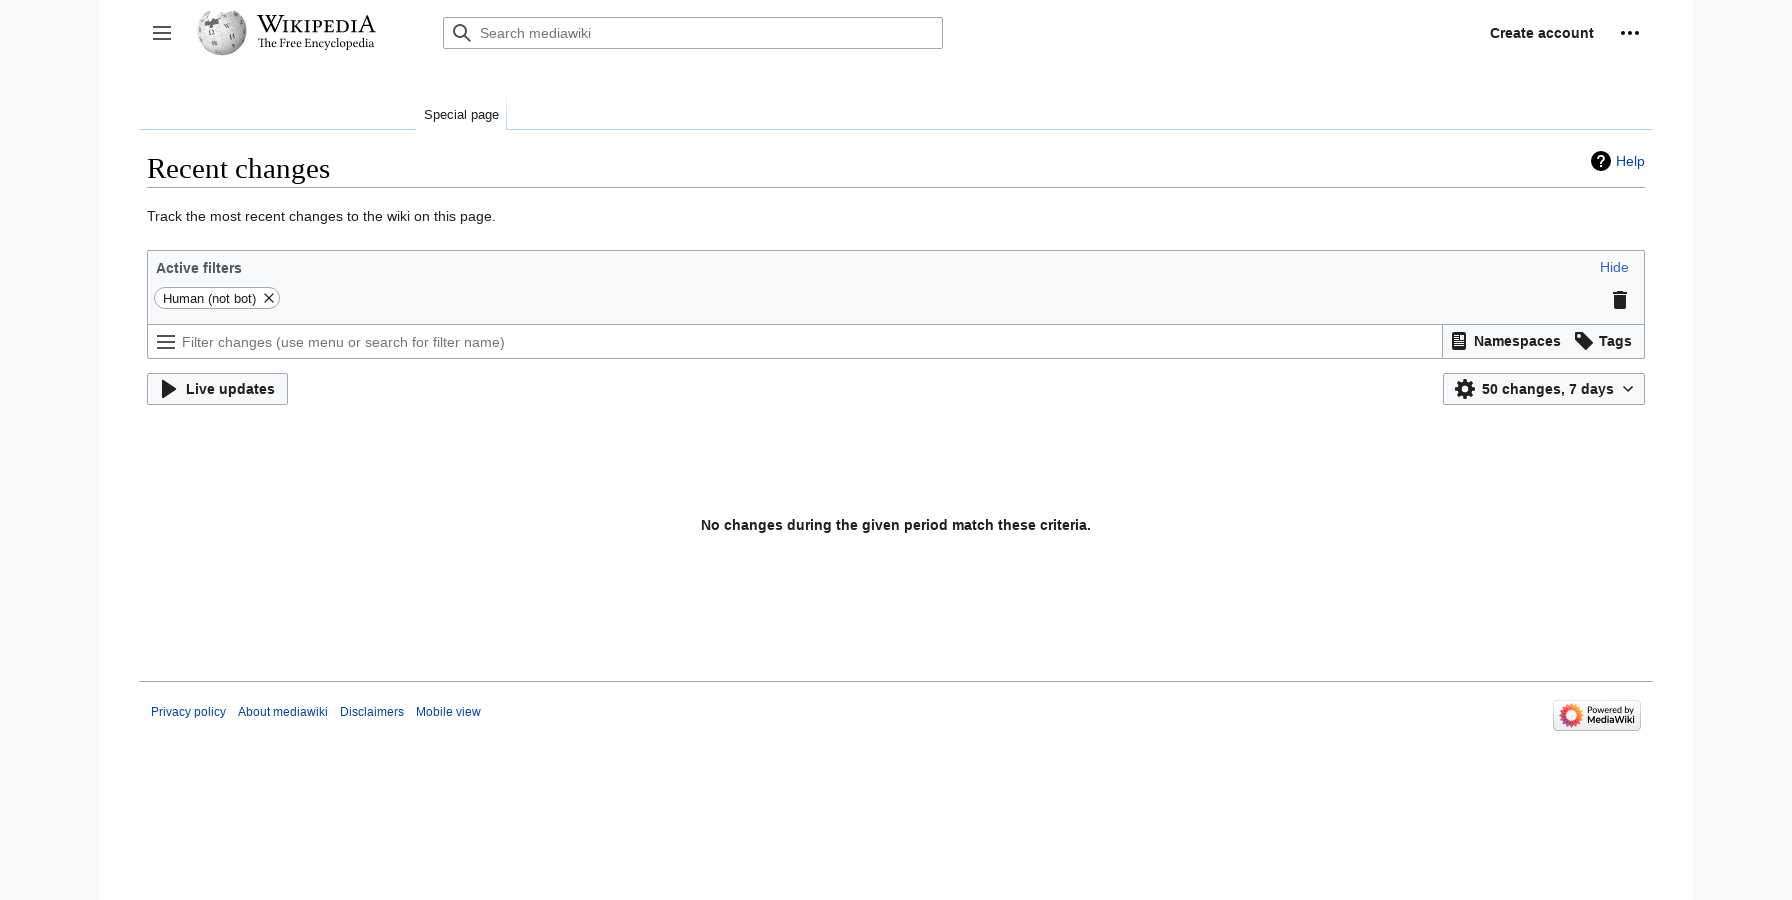 WIKIPEDIA
The Free Encyclopedia
Search mediawiki
Create account
Special page
Recent changes
Help
Track the most recent changes to the wiki on this page.
Active filters
Hide
Human (not bot)
Filter changes (use menu or search for filter name)
Namespaces
Tags
Live updates
50 changes, 7 days
No changes during the given period match these criteria.
Privacy policy
About mediawiki
Disclaimers
Mobile view
Powered by
MediaWiki